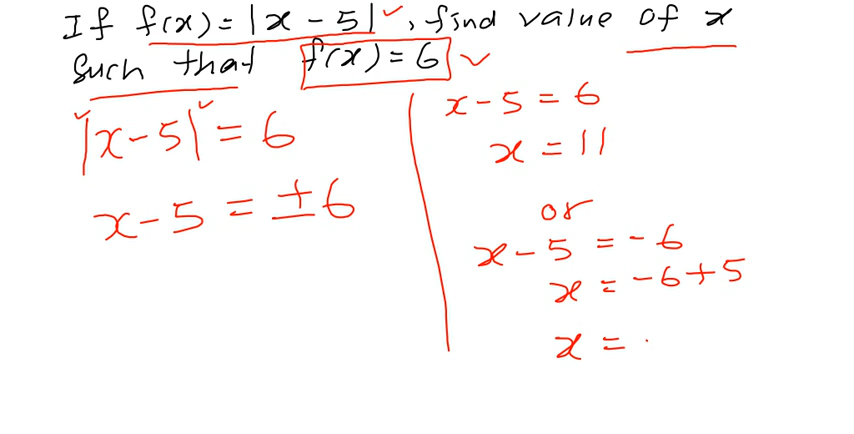 If f(x) = |x - 5|, find value of x
such that f(x) = 6
|x - 5| = 6
x - 5 = ±6
x - 5 = 6
x = 11
or
x - 5 = -6
x = -6 + 5
x =